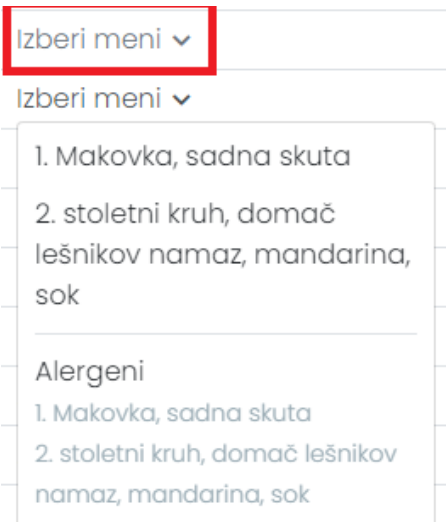 Izberi meni
Izberi meni
1. Makovka, sadna skuta
2. stoletni kruh, domač
lešnikov namaz, mandarina,
sok
Alergeni
1. Makovka, sadna skuta
2. stoletni kruh, domač lešnikov
namaz, mandarina, sok